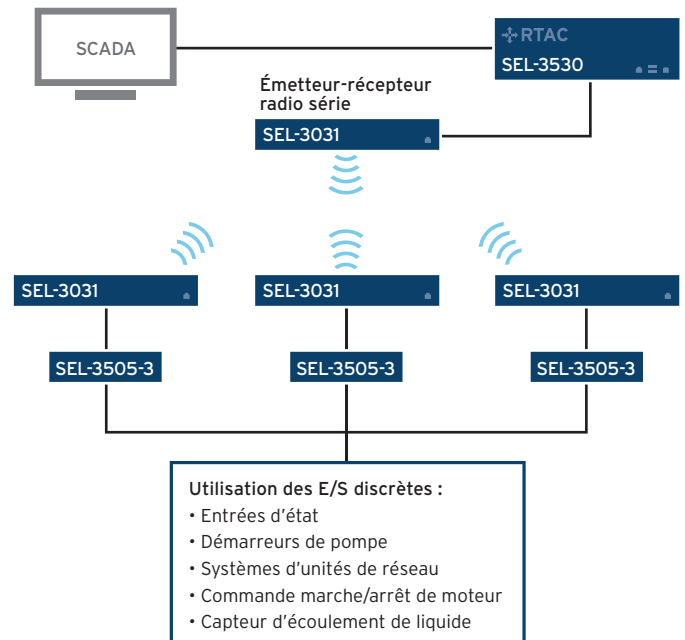 SCADA
RTAC
SEL-3530
Émetteur-récepteur
radio série
SEL-3031
SEL-3031
SEL-3031
SEL-3031
SEL-3505-3
SEL-3505-3
SEL-3505-3
Utilisation des E/S discrètes :
• Entrées d'état
• Démarreurs de pompe
• Systèmes d'unités de réseau
• Commande marche/arrêt de moteur
• Capteur d'écoulement de liquide